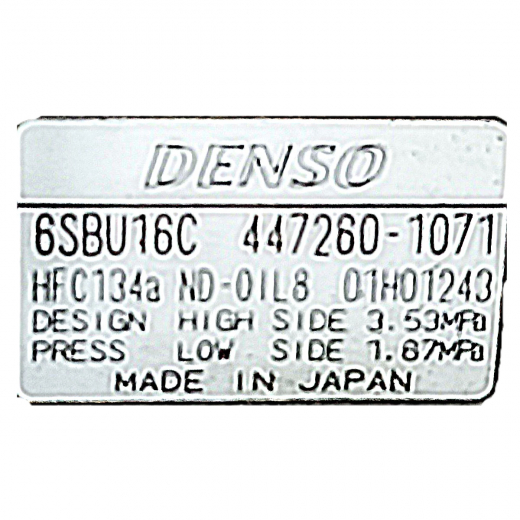 DENSO
6SBU16C 447260-1071
HFC134a ND-OIL8 01H01243
DESIGN HIGH SIDE 3.53MPa
PRESS LOW SIDE 1.67MPa
MADE IN JAPAN